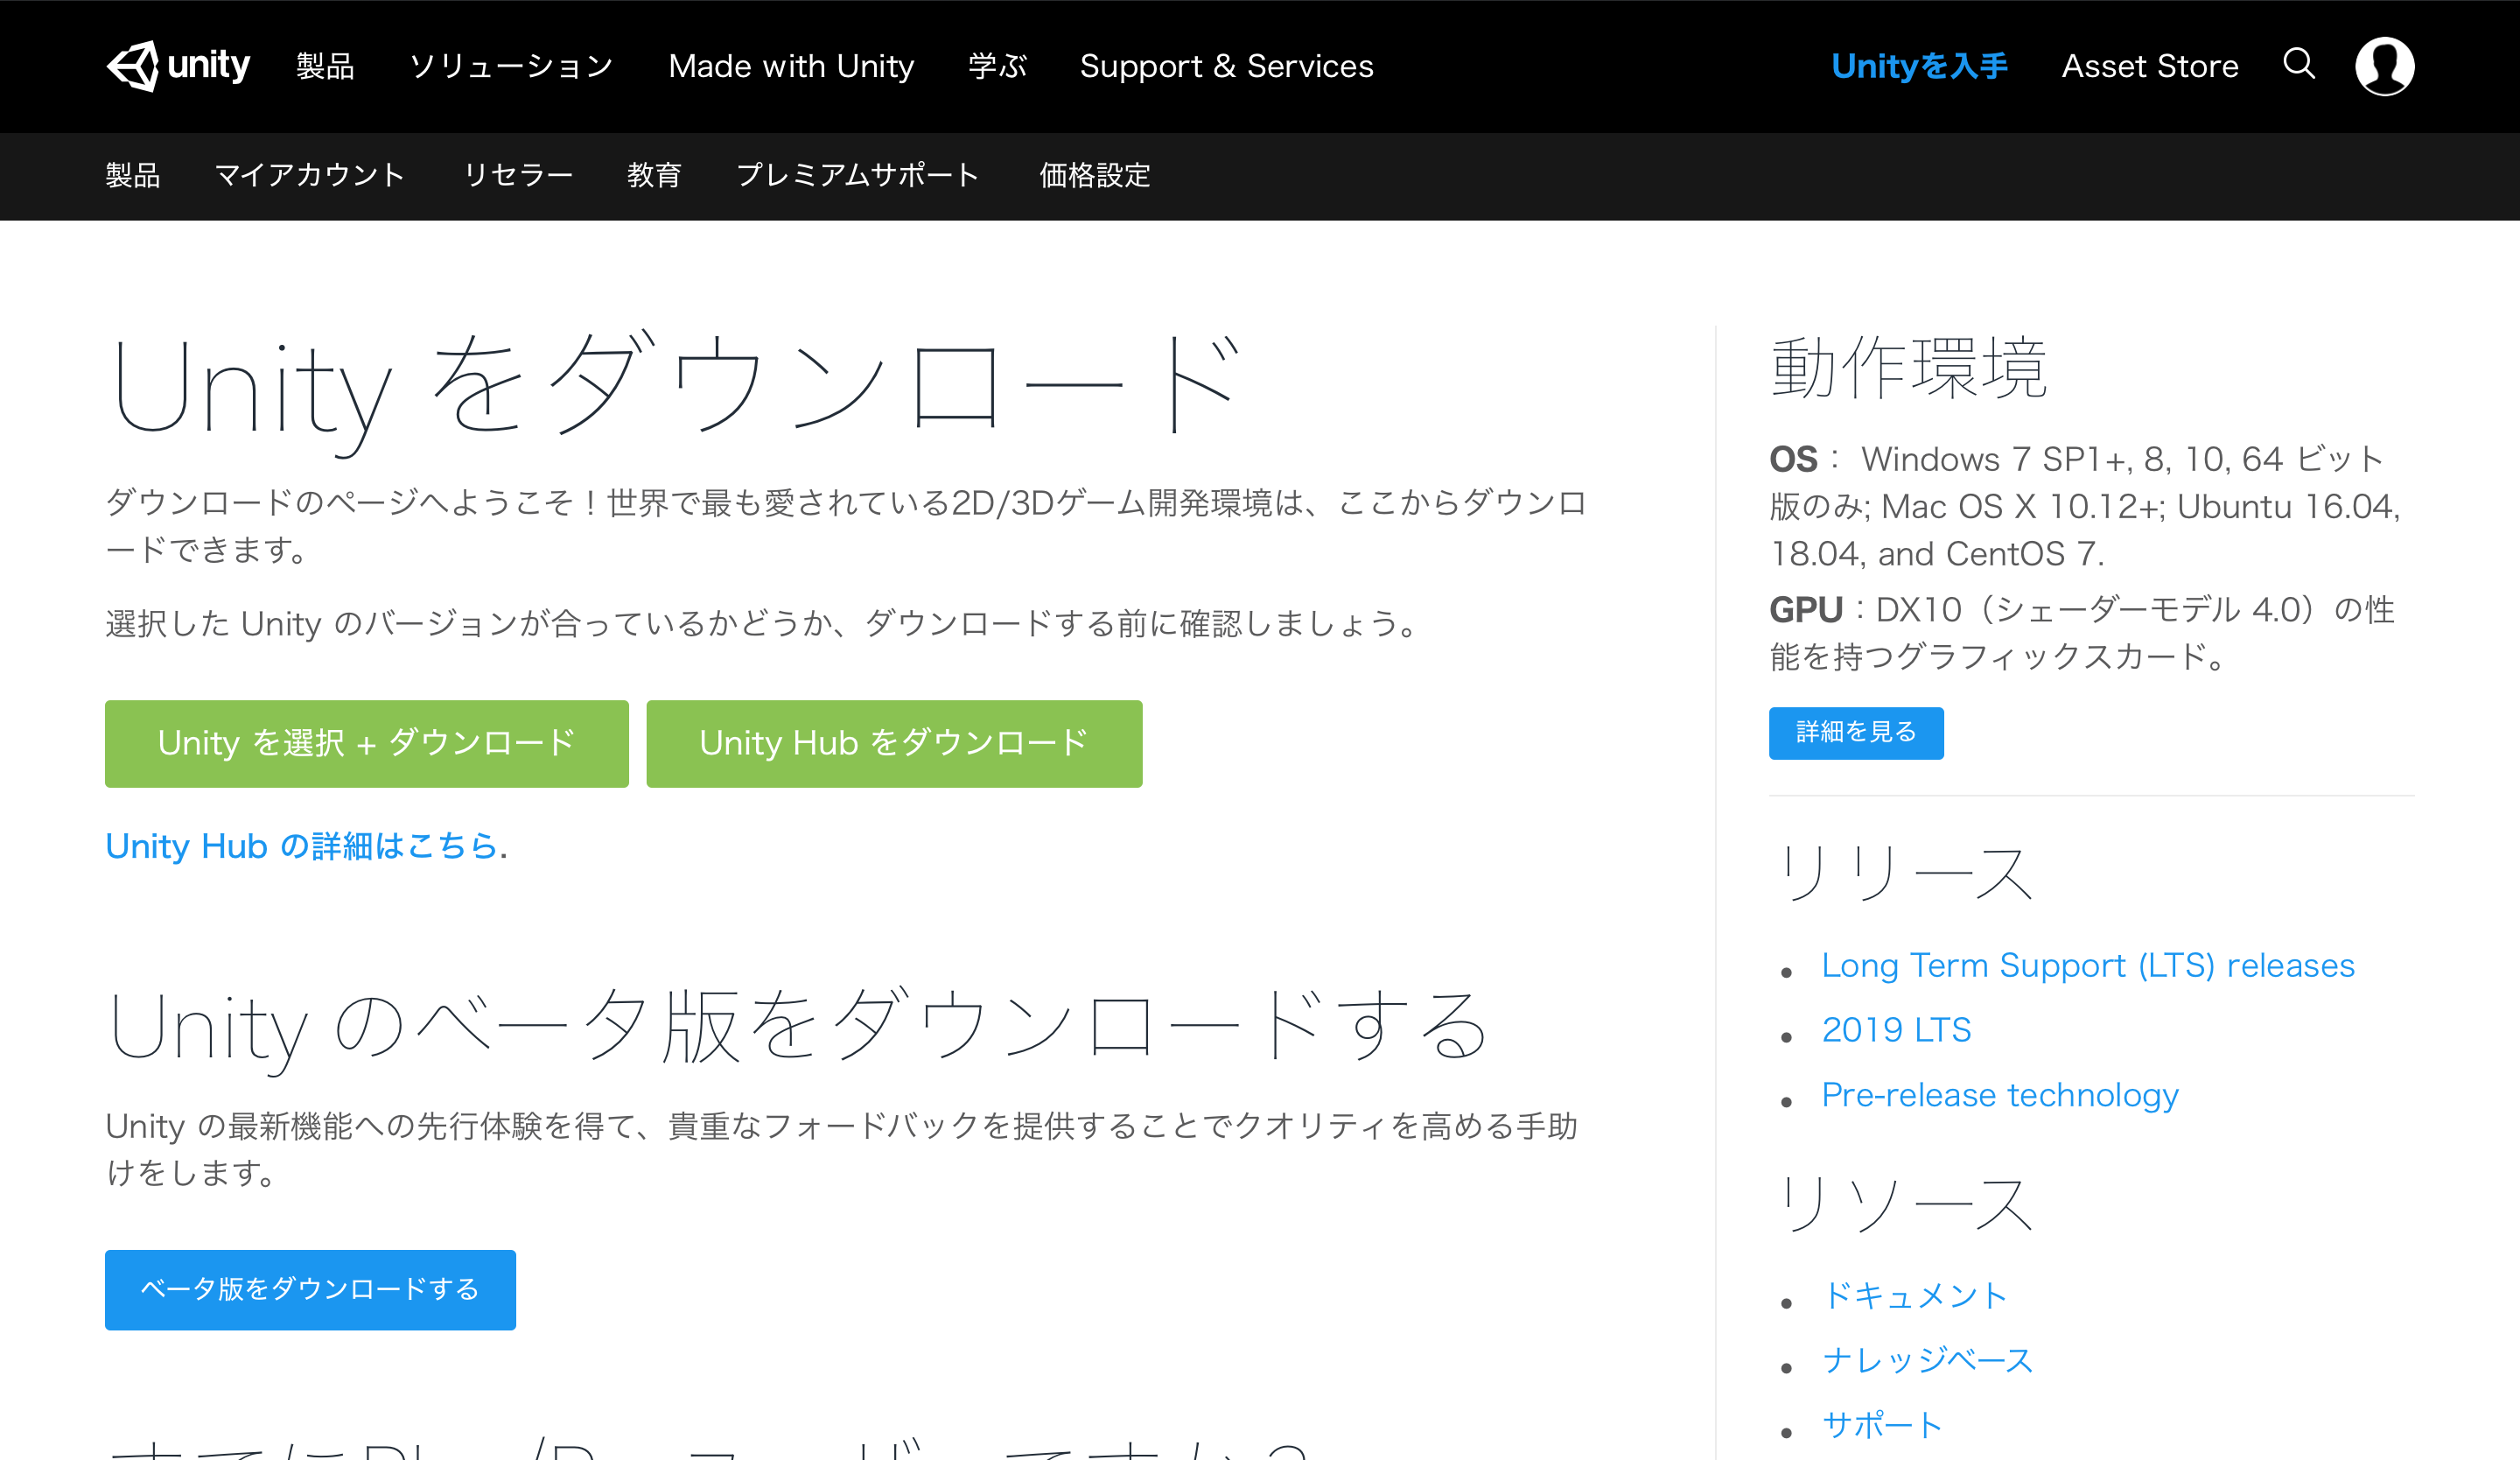 unity 製品 ソリューション Made with Unity 学ぶ Support & Services Unityを入手 Asset Store
製品 マイアカウント リセラー 教育 プレミアムサポート 価格設定
Unity をダウンロード
ダウンロードのページへようこそ！世界で最も愛されている2D/3Dゲーム開発環境は、ここからダウンロ
ードできます。
選択した Unity のバージョンが合っているかどうか、ダウンロードする前に確認しましょう。
Unity を選択 + ダウンロード
Unity Hub をダウンロード
Unity Hub の詳細はこちら.
Unity のベータ版をダウンロードする
Unity の最新機能への先行体験を得て、貴重なフォードバックを提供することでクオリティを高める手助
けをします。
ベータ版をダウンロードする
動作環境
OS： Windows 7 SP1+, 8, 10, 64 ビット
版のみ; Mac OS X 10.12+; Ubuntu 16.04,
18.04, and CentOS 7.
GPU：DX10（シェーダーモデル 4.0）の性
能を持つグラフィックスカード。
詳細を見る
リリース
Long Term Support (LTS) releases
2019 LTS
Pre-release technology
リソース
ドキュメント
ナレッジベース
サポート